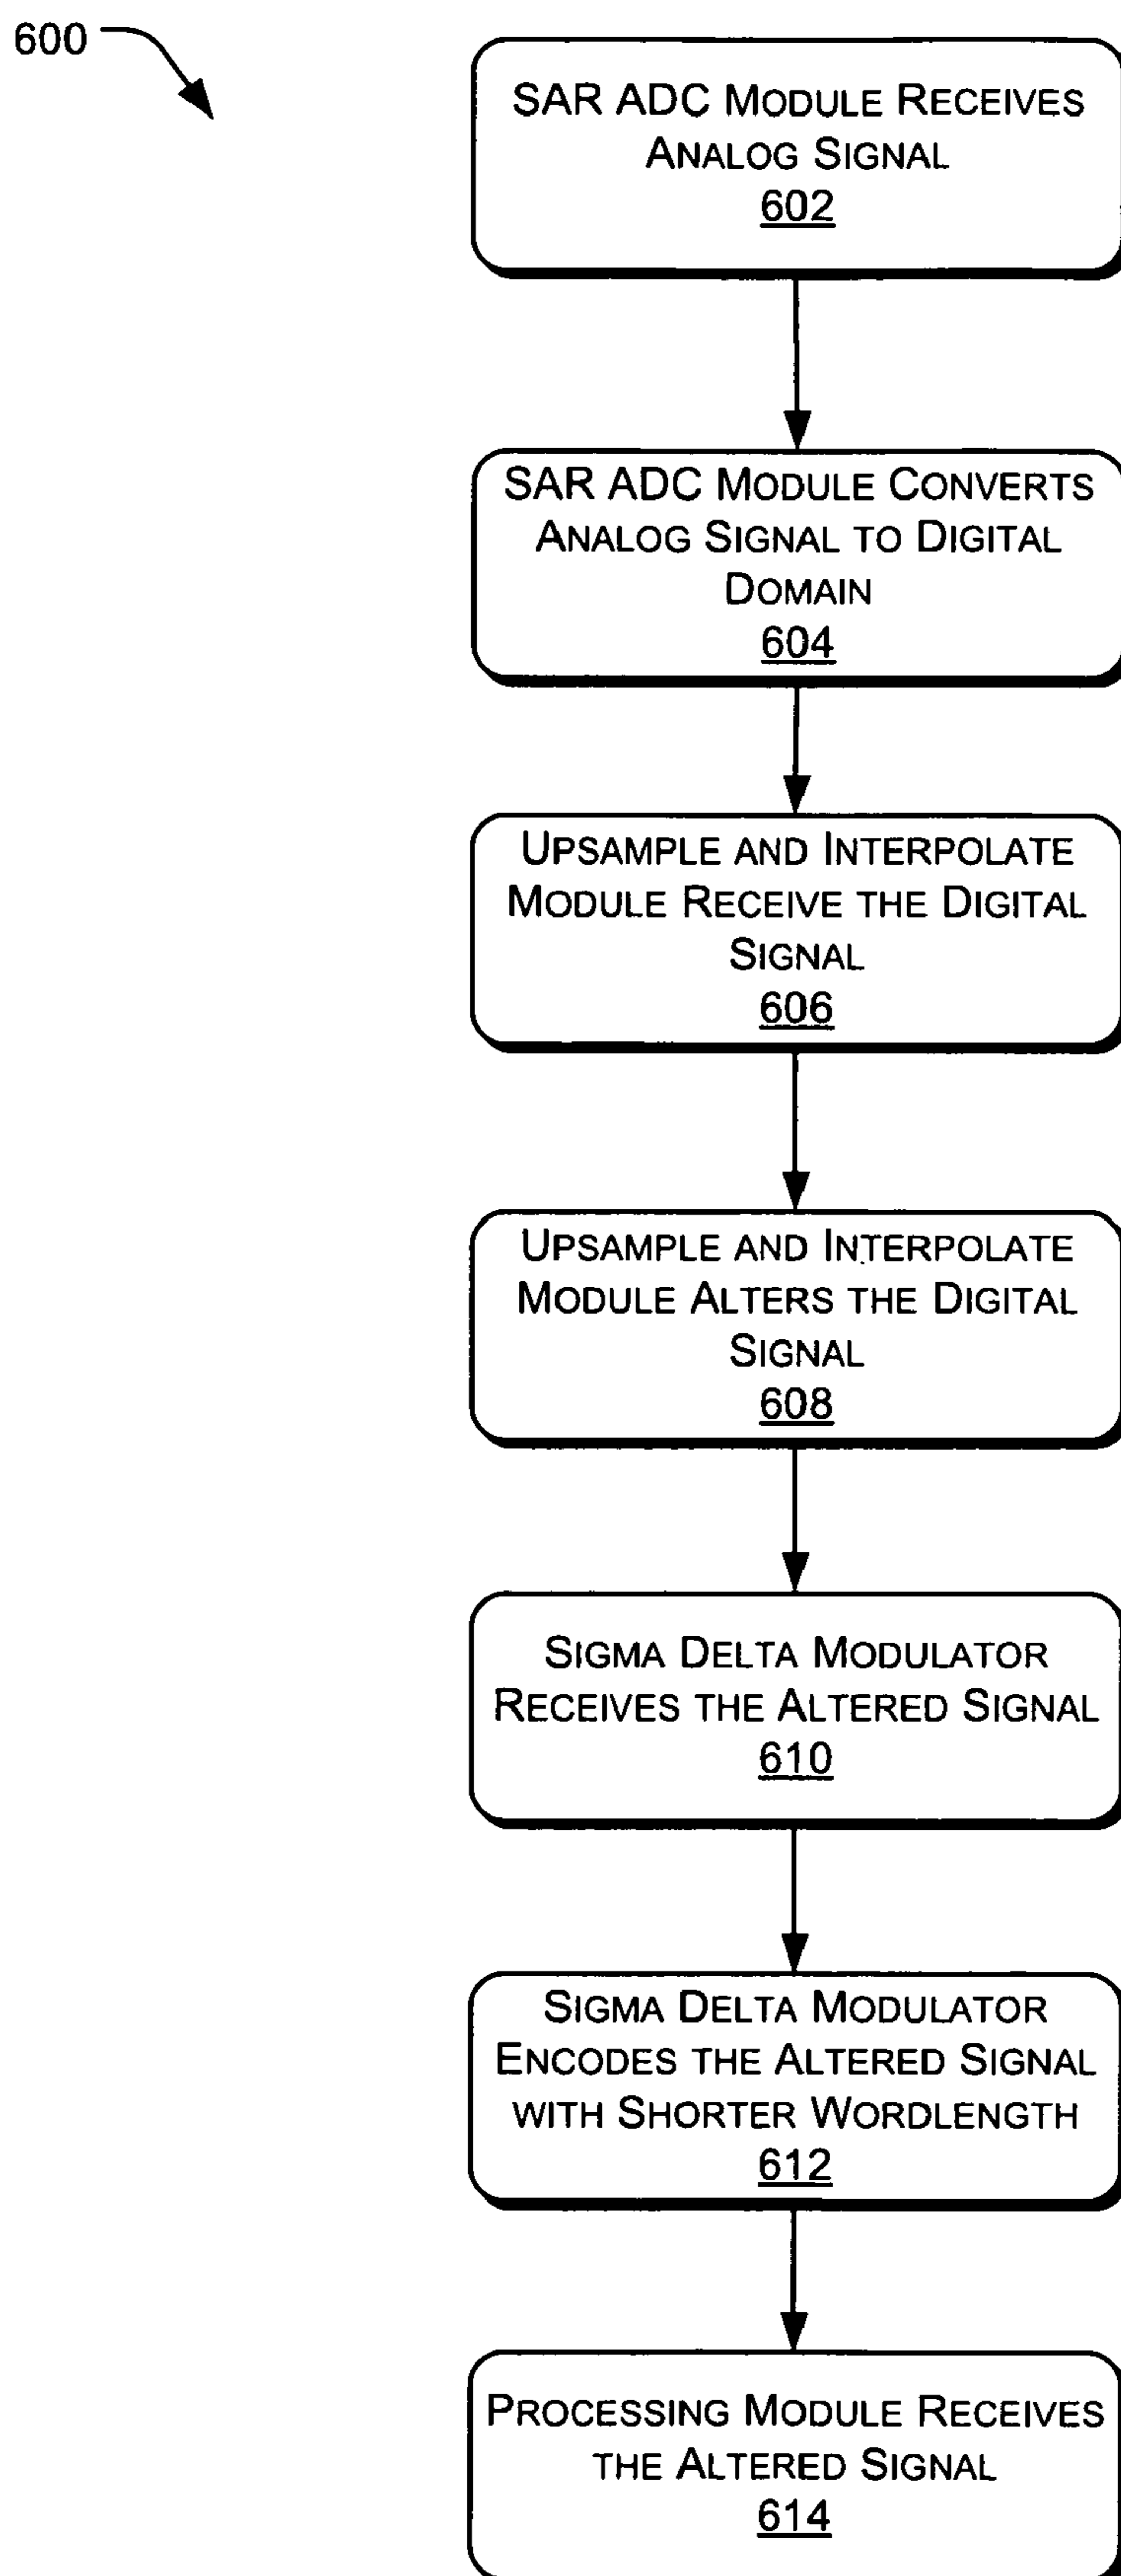 600
SAR ADC MODULE RECEIVES
ANALOG SIGNAL
602
SAR ADC MODULE CONVERTS
ANALOG SIGNAL TO DIGITAL
DOMAIN
604
UPSAMPLE AND INTERPOLATE
MODULE RECEIVE THE DIGITAL
SIGNAL
606
UPSAMPLE AND INTERPOLATE
MODULE ALTERS THE DIGITAL
SIGNAL
608
SIGMA DELTA MODULATOR
RECEIVES THE ALTERED SIGNAL
610
SIGMA DELTA MODULATOR
ENCODES THE ALTERED SIGNAL
WITH SHORTER WORDLENGTH
612
PROCESSING MODULE RECEIVES
THE ALTERED SIGNAL
614